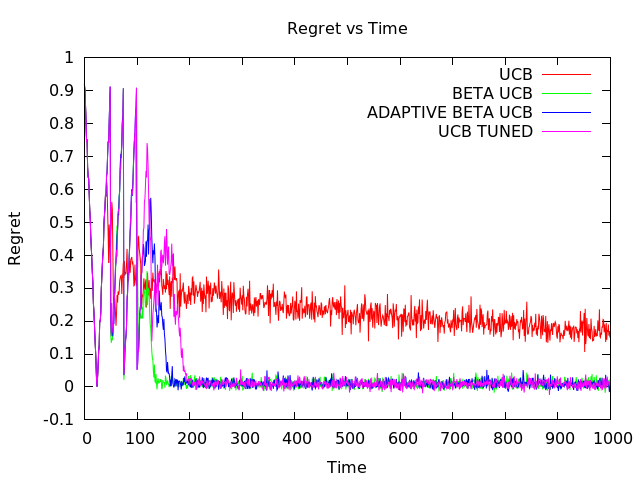 Regret vs Time
1
0.9
0.8
0.7
0.6
0.5
0.4
0.3
0.2
0.1
0
-0.1
Regret
UCB
BETA UCB
ADAPTIVE BETA UCB
UCB TUNED
0 100 200 300 400 500 600 700 800 900 1000
Time